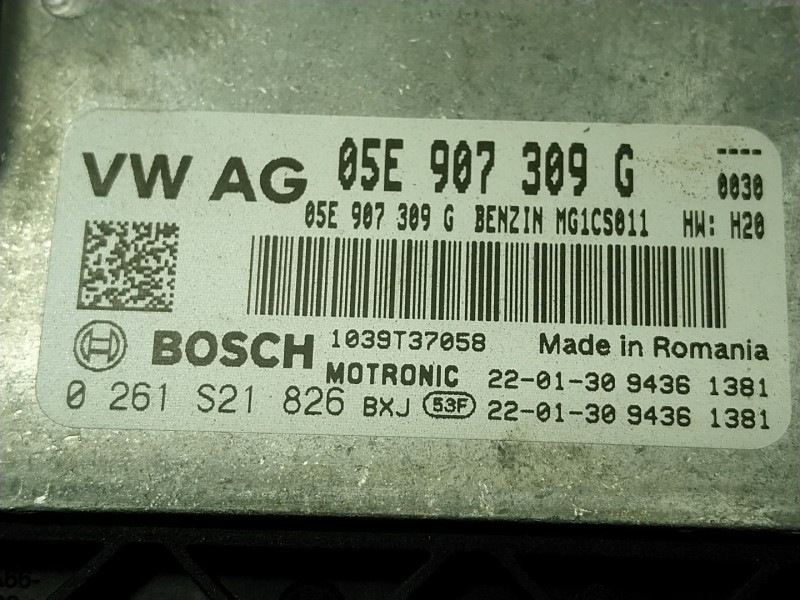 VW AG 05E 907 309 G ----
0030
05E 907 309 G BENZIN MG1CS011 HW: H20
BOSCH 1039T37058 Made in Romania
MOTRONIC 22-01-30 9436 1381
0 261 S21 826 BXJ 53F 22-01-30 9436 1381